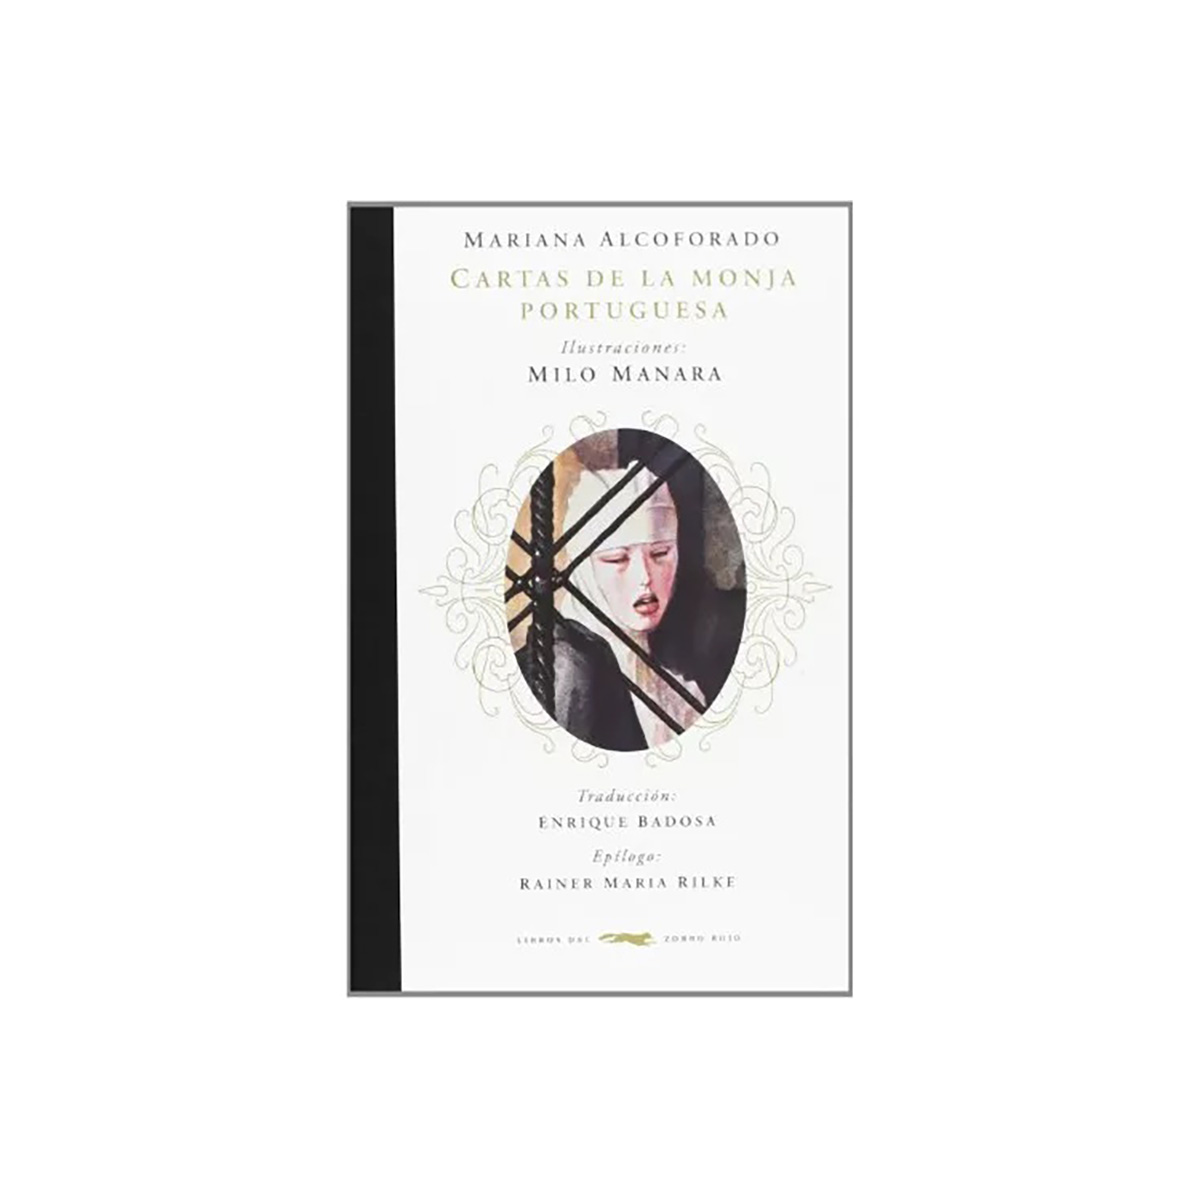 MARIANA ALCOFORADO
CARTAS DE LA MONJA
PORTUGUESA
Ilustraciones:
MILO MANARA
Traducción:
ENRIQUE BADOSA
Epílogo:
RAINER MARIA RILKE
LIBROS DEL ZORRO ROJO